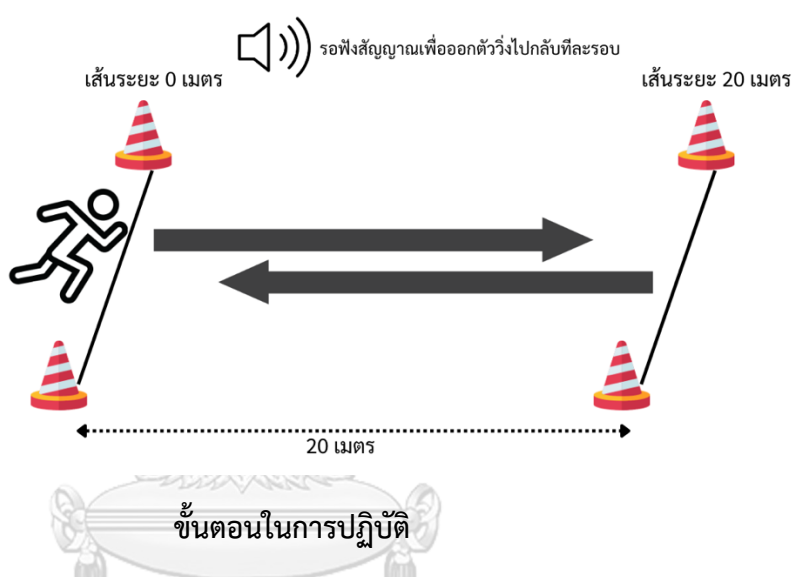 รอฟังสัญญาณเพื่อออกตัววิ่งไปกลับทีละรอบ
เส้นระยะ 0 เมตร
เส้นระยะ 20 เมตร
20 เมตร
ขั้นตอนในการปฏิบัติ